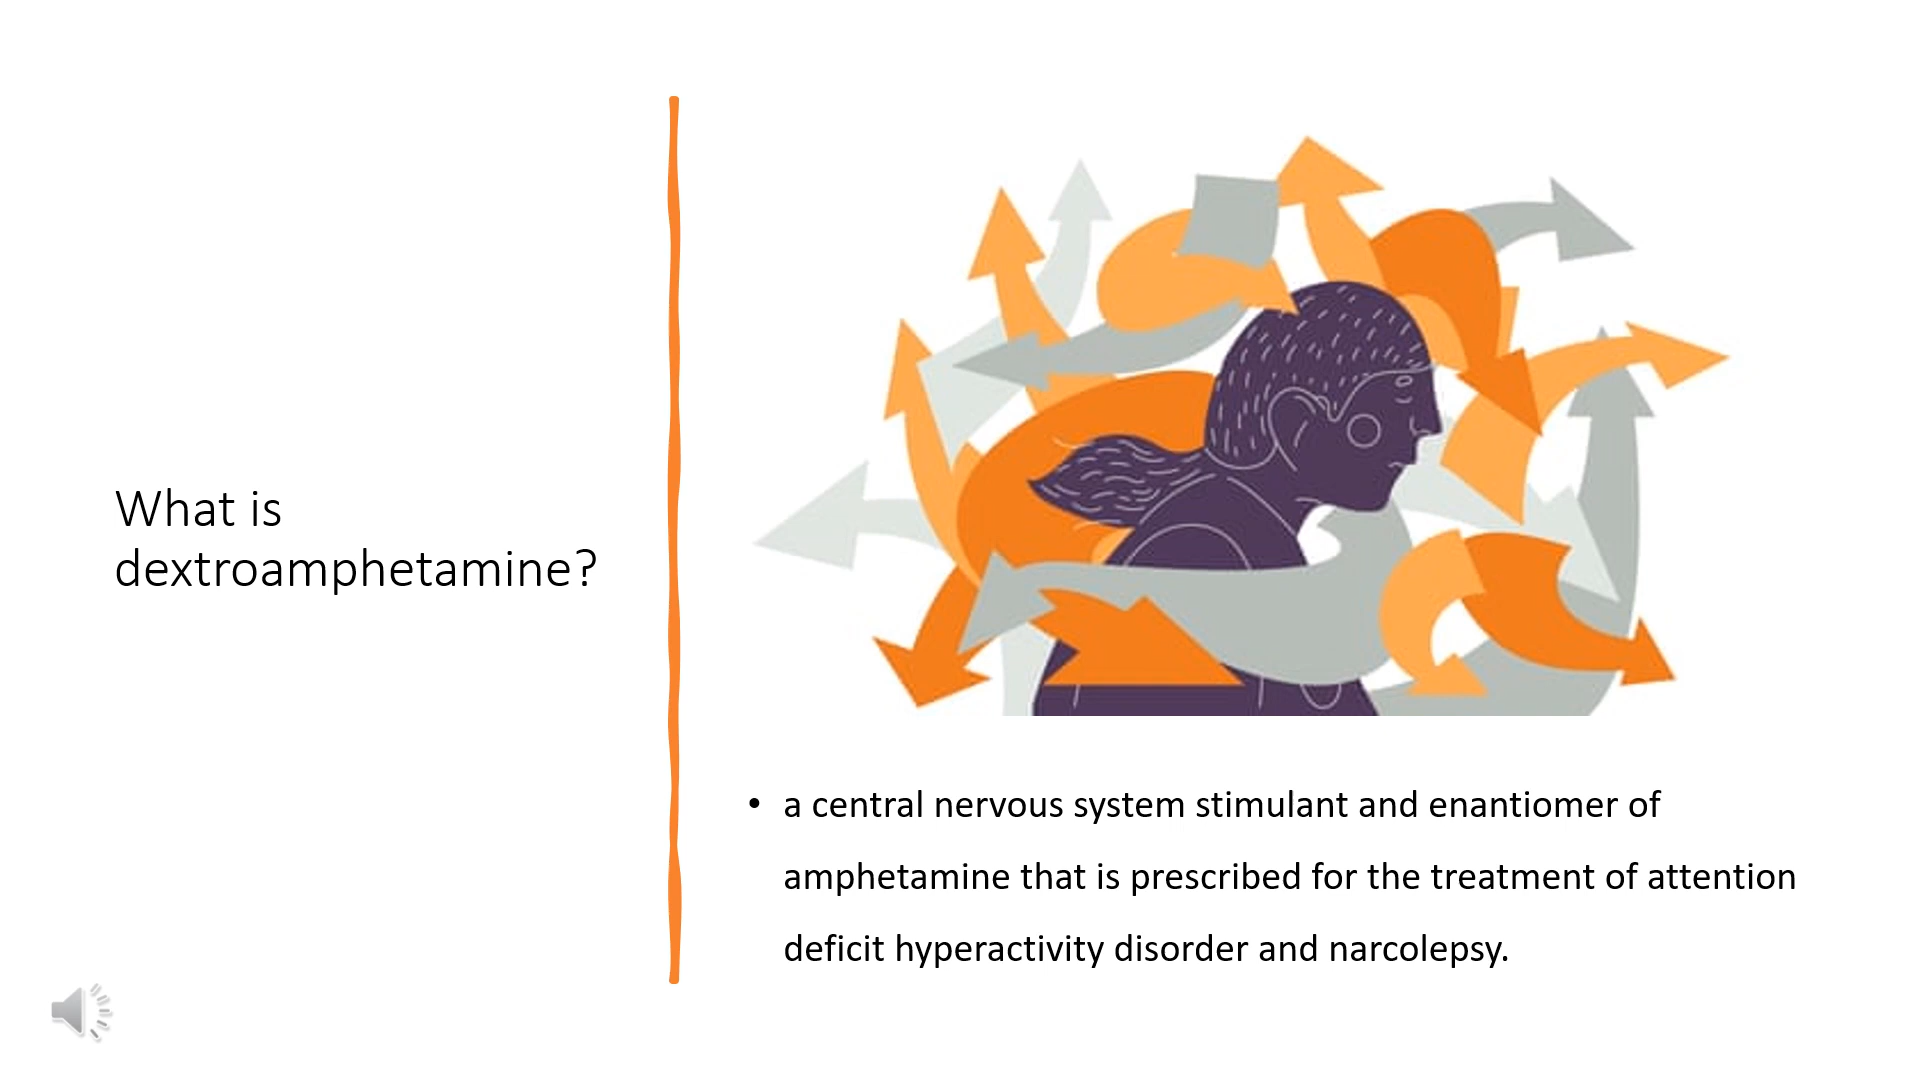 What is
dextroamphetamine?
• a central nervous system stimulant and enantiomer of
amphetamine that is prescribed for the treatment of attention
deficit hyperactivity disorder and narcolepsy.